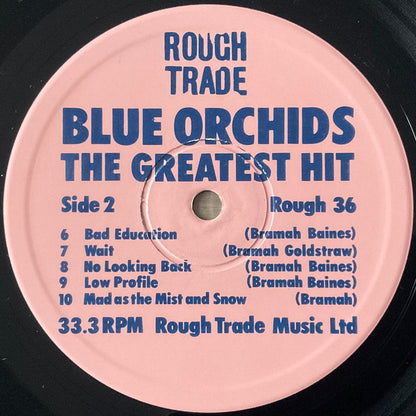 ROUGH
TRADE
BLUE ORCHIDS
THE GREATEST HIT
Side 2 Rough 36
6 Bad Education (Bramah Baines)
7 Wait (Bramah Goldstraw)
8 No Looking Back (Bramah Baines)
9 Low Profile (Bramah Baines)
10 Mad as the Mist and Snow (Bramah)
33.3 RPM Rough Trade Music Ltd